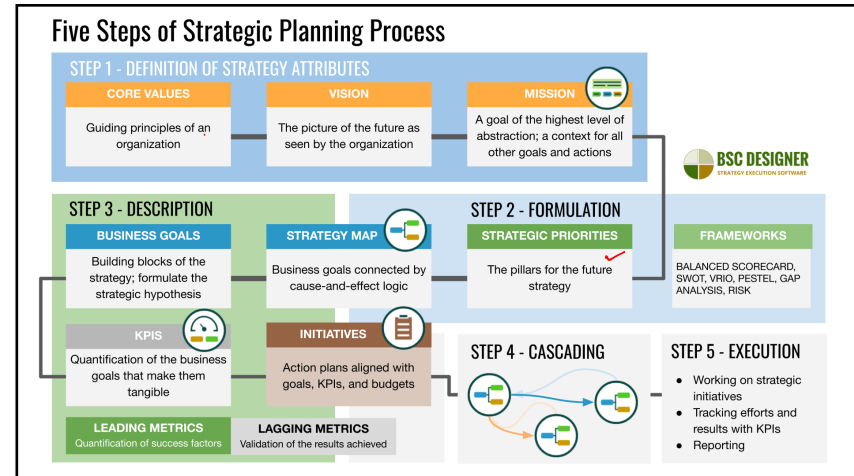 Five Steps of Strategic Planning Process
STEP 1 - DEFINITION OF STRATEGY ATTRIBUTES
CORE VALUES
Guiding principles of an
organization
VISION
The picture of the future as
seen by the organization
MISSION
A goal of the highest level of
abstraction; a context for all
other goals and actions
BSC DESIGNER
STRATEGY EXECUTION SOFTWARE
STEP 2 - FORMULATION
STRATEGIC PRIORITIES
The pillars for the future
strategy
FRAMEWORKS
BALANCED SCORECARD,
SWOT, VRIO, PESTEL, GAP
ANALYSIS, RISK
STEP 3 - DESCRIPTION
STRATEGY MAP
Business goals connected by
cause-and-effect logic
BUSINESS GOALS
Building blocks of the
strategy; formulate the
strategic hypothesis
KPIS
Quantification of the business
goals that make them
tangible
INITIATIVES
Action plans aligned with
goals, KPIs, and budgets
LEADING METRICS
Quantification of success factors
LAGGING METRICS
Validation of the results achieved
STEP 4 - CASCADING
STEP 5 - EXECUTION
● Working on strategic
initiatives
● Tracking efforts and
results with KPIs
● Reporting